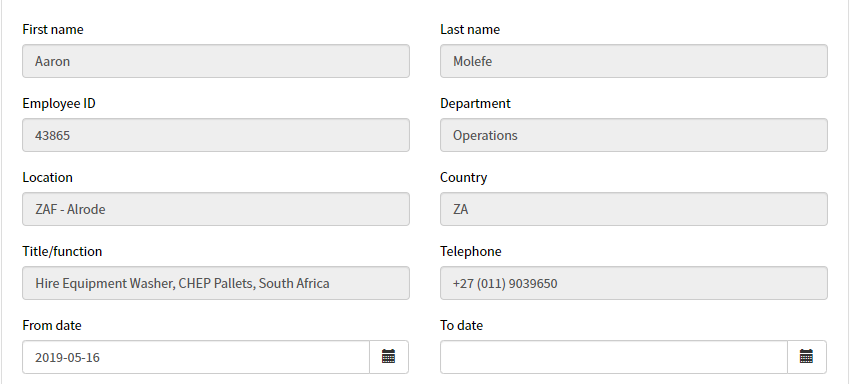 First name Last name
Aaron Molefe
Employee ID Department
43865 Operations
Location Country
ZAF - Alrode ZA
Title/function Telephone
Hire Equipment Washer, CHEP Pallets, South Africa +27 (011) 9039650
From date To date
2019-05-16